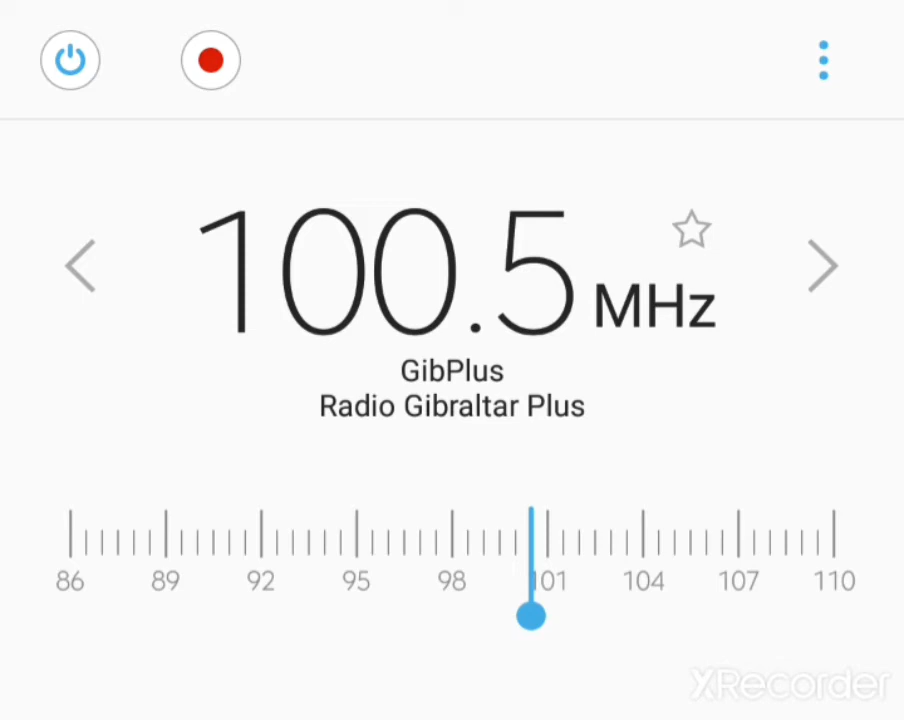 100.5 MHz
GibPlus
Radio Gibraltar Plus
86 89 92 95 98 101 104 107 110
XRecorder